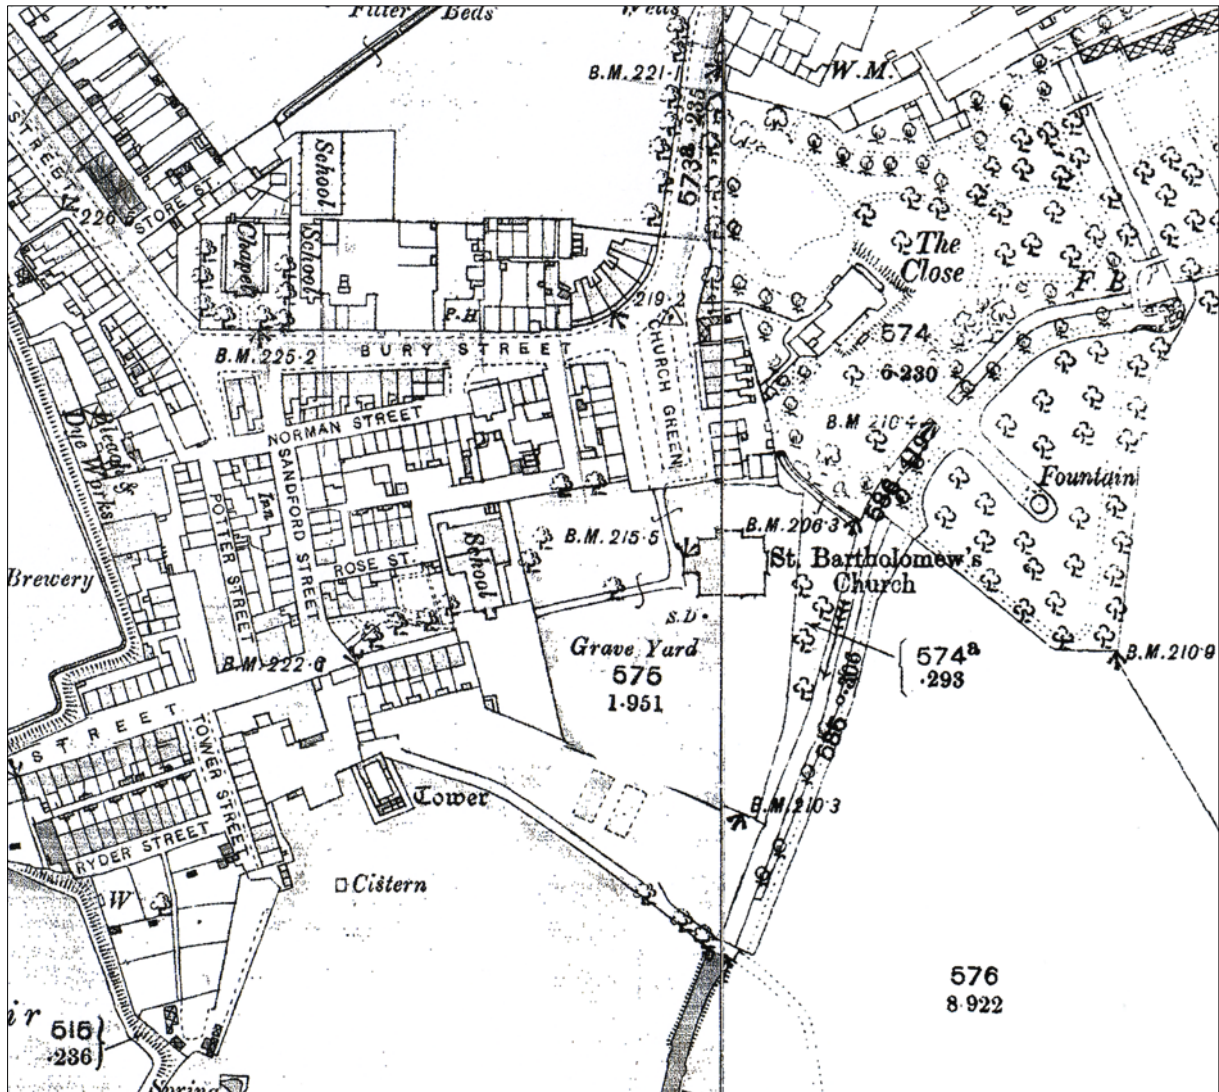 Filter Beds
Wells
B.M. 221·1
W.M.
573ª
STREET
School
226·5
STORE ST
Chapel
School
The
Close
F. B.
P.H
219·2
574
6·230
B.M. 225·2
BURY STREET
CHURCH GREEN
NORMAN STREET
B.M. 210·4
Bleach &
Dye Works
SANDFORD STREET
Inn
POTTER STREET
Fountain
B.M. 215·5
B.M. 206·3
School
ROSE ST.
Brewery
St. Bartholomew's
Church
S.D.
Grave Yard
575
1·951
B.M. 222·6
574ª
·293
B.M. 210·9
585
STREET
TOWER STREET
Tower
B.M. 210·3
RYDER STREET
Cistern
W
576
8·922
515
·236
Spring